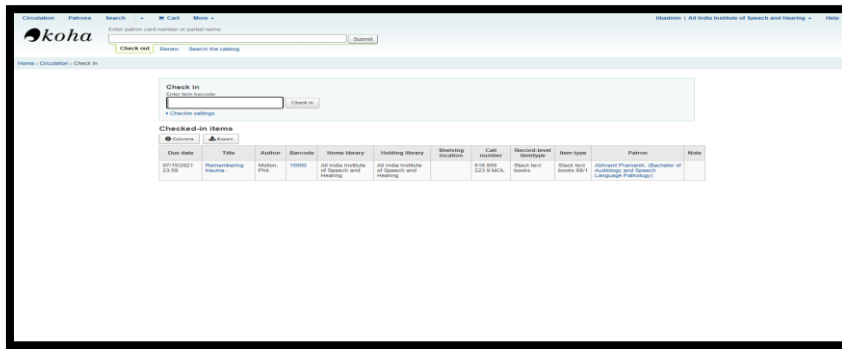 Circulation Patrons Search Cart More libadmin | All India Institute of Speech and Hearing Help
koha
Enter patron card number or partial name:
Submit
Check out Renew Search the catalog
Home › Circulation › Check in
Check in
Enter item barcode:
Check in
Checkin settings
Checked-in items
Columns Export
Due date Title Author Barcode Home library Holding library Shelving location Call number Record-level itemtype Item type Patron Note
07/15/2021 Remembering Mollon, 15000 All India Institute All India Institute 616.858 Stack text Stack text Abhinant Pramanik, (Bachelor of
23:59 trauma : Phil. of Speech and of Speech and 223 9 MOL books books BB/1 Audiology and Speech
Hearing Hearing Language Pathology)